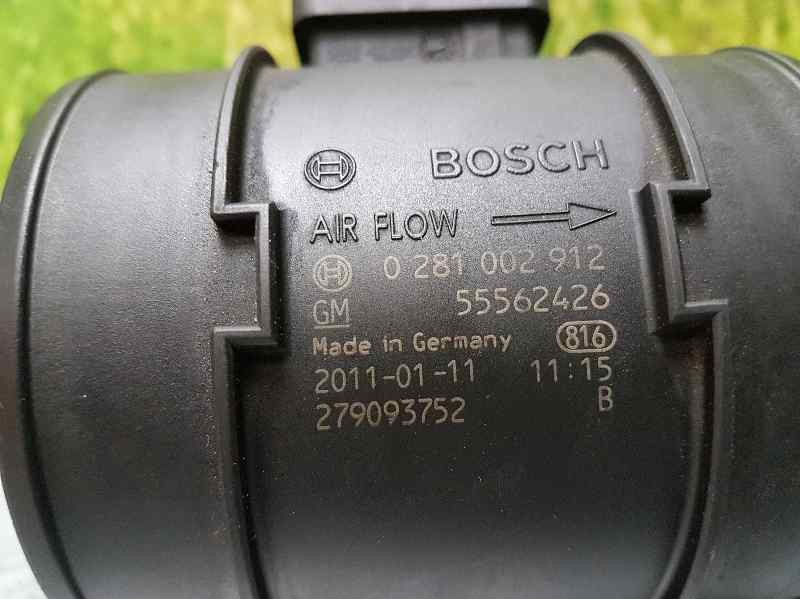 BOSCH
AIR FLOW
0 281 002 912
GM 55562426
Made in Germany 816
2011-01-11 11:15
279093752 B